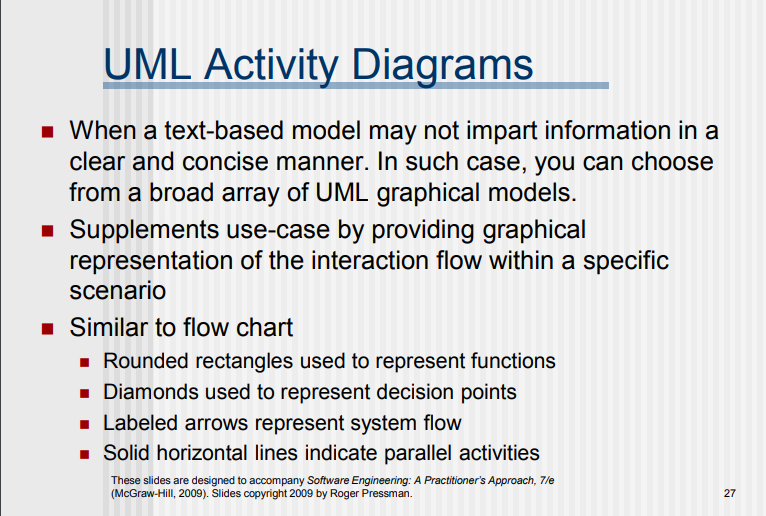 UML Activity Diagrams
When a text-based model may not impart information in a
clear and concise manner. In such case, you can choose
from a broad array of UML graphical models.
Supplements use-case by providing graphical
representation of the interaction flow within a specific
scenario
Similar to flow chart
Rounded rectangles used to represent functions
Diamonds used to represent decision points
Labeled arrows represent system flow
Solid horizontal lines indicate parallel activities
These slides are designed to accompany Software Engineering: A Practitioner's Approach, 7/e
(McGraw-Hill, 2009). Slides copyright 2009 by Roger Pressman.
27